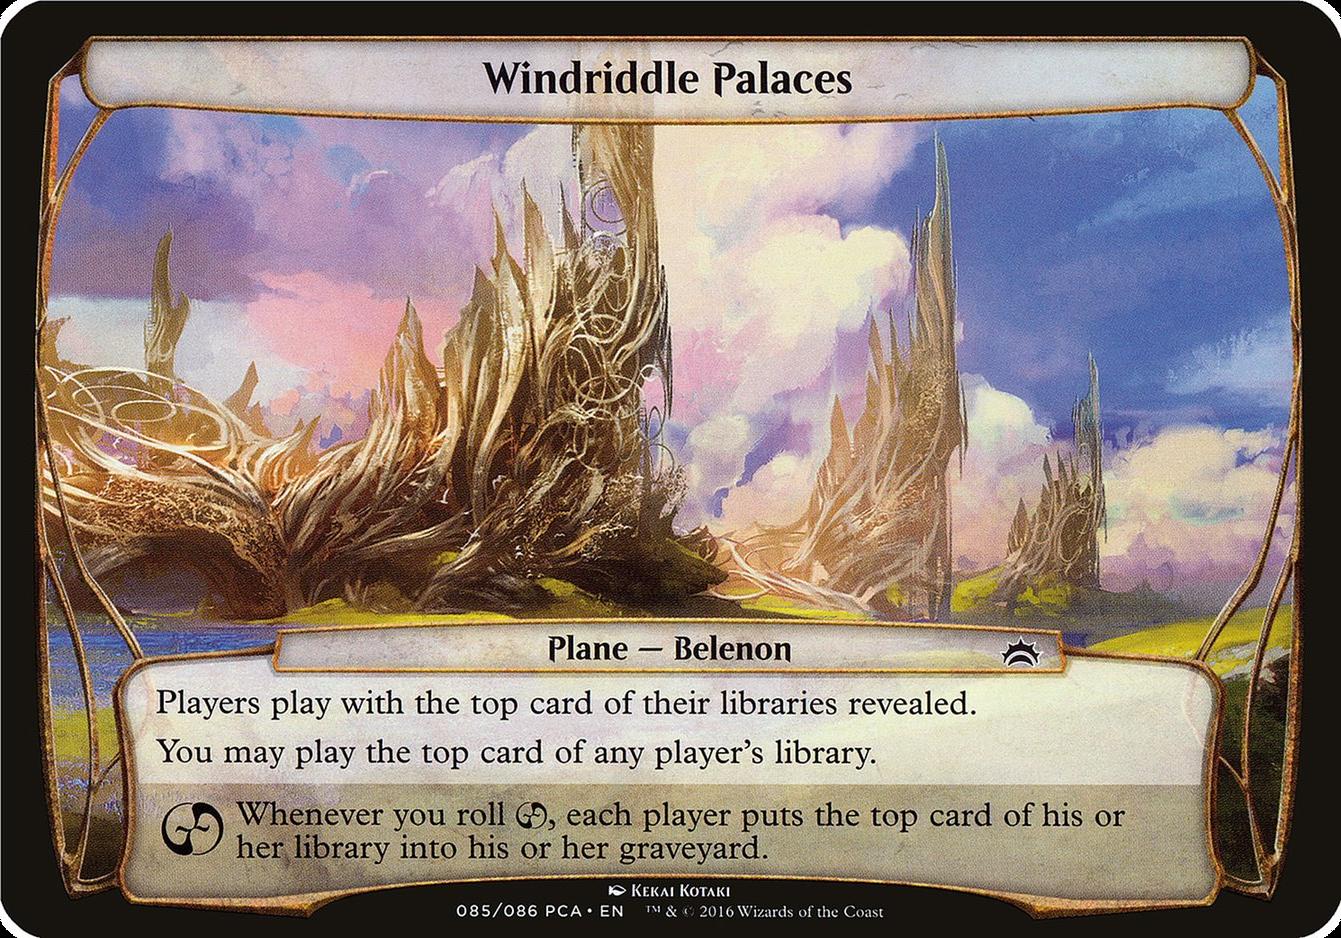 Windriddle Palaces
Plane — Belenon
Players play with the top card of their libraries revealed.
You may play the top card of any player's library.
Whenever you roll , each player puts the top card of his or
her library into his or her graveyard.
Kekai Kotaki
085/086 PCA • EN ™ & © 2016 Wizards of the Coast